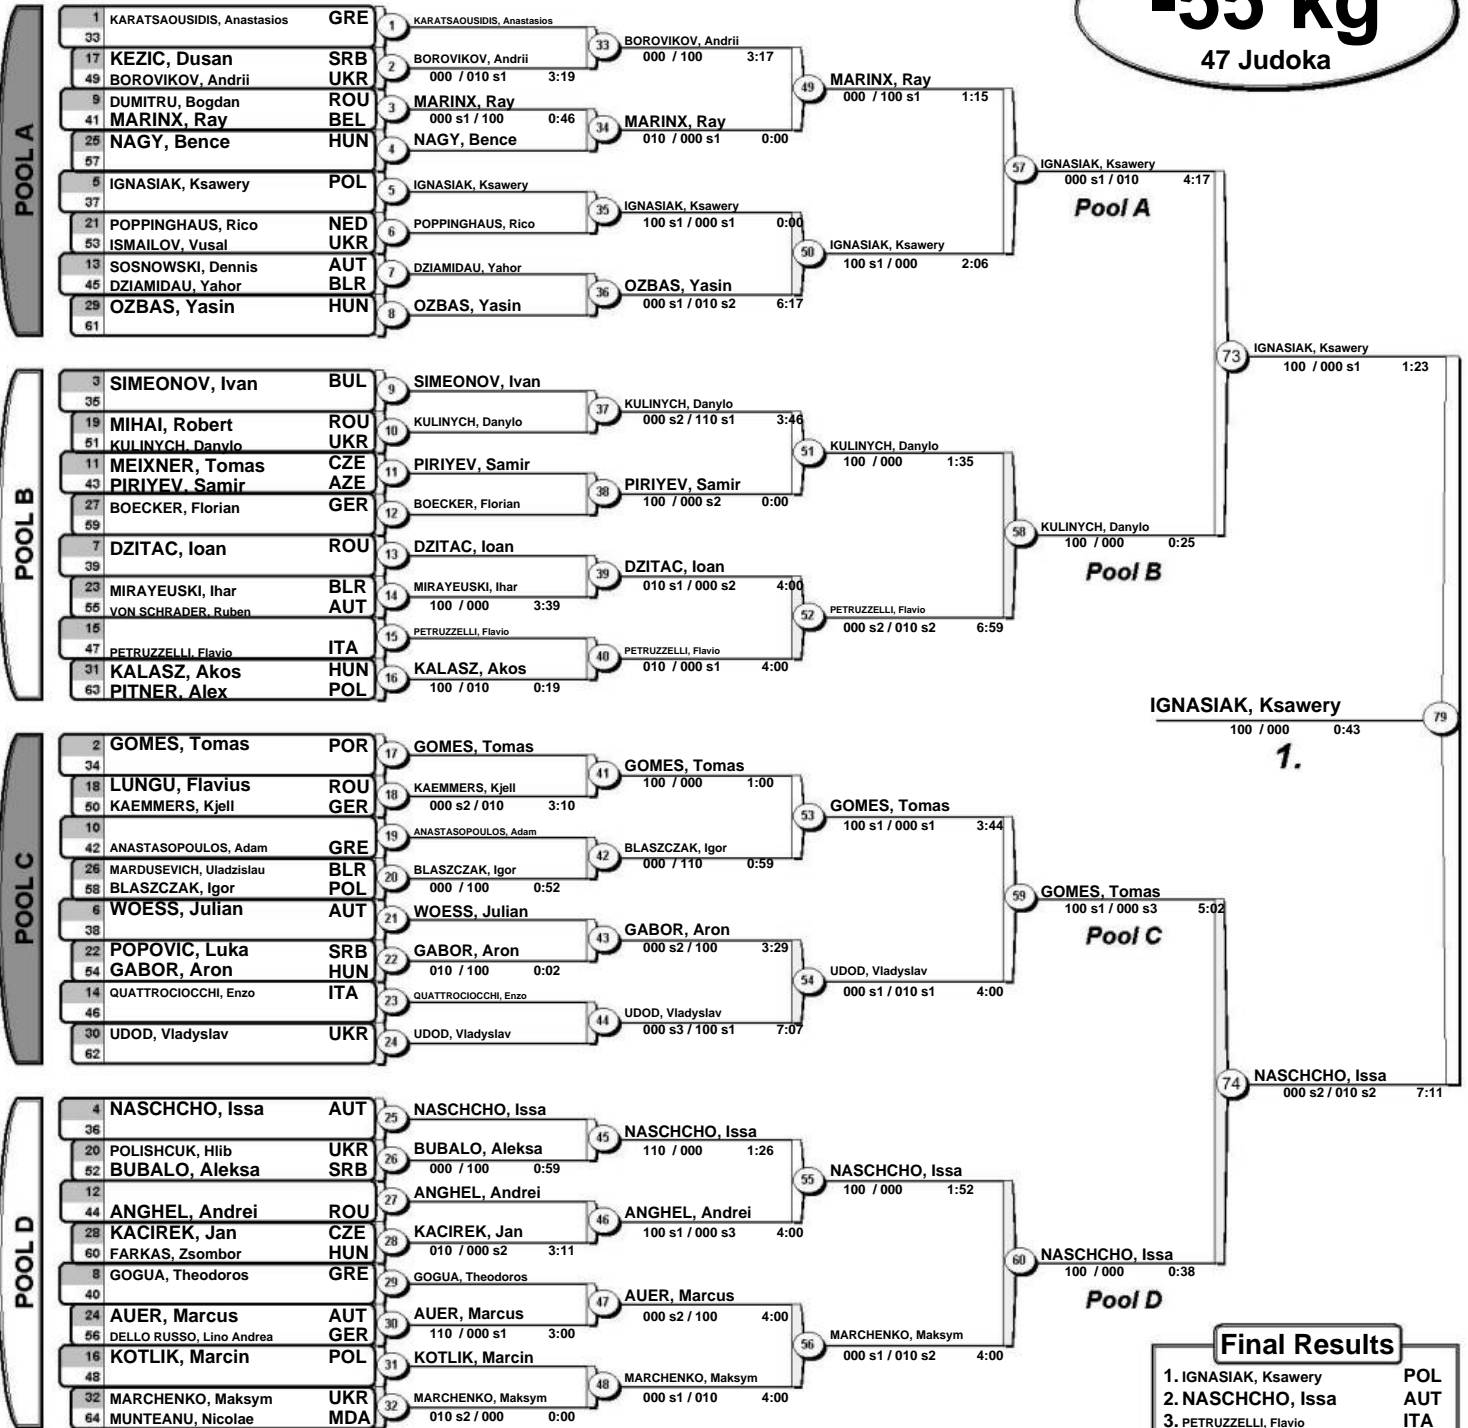 -55 kg
47 Judoka
POOL A
1 KARATSAOUSIDIS, Anastasios GRE
33
17 KEZIC, Dusan SRB
49 BOROVIKOV, Andrii UKR
9 DUMITRU, Bogdan ROU
41 MARINX, Ray BEL
25 NAGY, Bence HUN
57
5 IGNASIAK, Ksawery POL
37
21 POPPINGHAUS, Rico NED
53 ISMAILOV, Vusal UKR
13 SOSNOWSKI, Dennis AUT
45 DZIAMIDAU, Yahor BLR
29 OZBAS, Yasin HUN
61
1 KARATSAOUSIDIS, Anastasios
2 BOROVIKOV, Andrii
000 / 010 s1 3:19
3 MARINX, Ray
000 s1 / 100 0:46
4 NAGY, Bence
5 IGNASIAK, Ksawery
6 POPPINGHAUS, Rico
7 DZIAMIDAU, Yahor
8 OZBAS, Yasin
33 BOROVIKOV, Andrii
000 / 100 3:17
34 MARINX, Ray
010 / 000 s1 0:00
35 IGNASIAK, Ksawery
100 s1 / 000 s1 0:00
36 OZBAS, Yasin
000 s1 / 010 s2 6:17
49 MARINX, Ray
000 / 100 s1 1:15
50 IGNASIAK, Ksawery
100 s1 / 000 2:06
57 IGNASIAK, Ksawery
000 s1 / 010 4:17
Pool A
POOL B
3 SIMEONOV, Ivan BUL
35
19 MIHAI, Robert ROU
51 KULINYCH, Danylo UKR
11 MEIXNER, Tomas CZE
43 PIRIYEV, Samir AZE
27 BOECKER, Florian GER
59
7 DZITAC, Ioan ROU
39
23 MIRAYEUSKI, Ihar BLR
55 VON SCHRADER, Ruben AUT
15
47 PETRUZZELLI, Flavio ITA
31 KALASZ, Akos HUN
63 PITNER, Alex POL
9 SIMEONOV, Ivan
10 KULINYCH, Danylo
11 PIRIYEV, Samir
12 BOECKER, Florian
13 DZITAC, Ioan
14 MIRAYEUSKI, Ihar
100 / 000 3:39
15 PETRUZZELLI, Flavio
16 KALASZ, Akos
100 / 010 0:19
37 KULINYCH, Danylo
000 s2 / 110 s1 3:46
38 PIRIYEV, Samir
100 / 000 s2 0:00
39 DZITAC, Ioan
010 s1 / 000 s2 4:00
40 PETRUZZELLI, Flavio
010 / 000 s1 4:00
51 KULINYCH, Danylo
100 / 000 1:35
52 PETRUZZELLI, Flavio
000 s2 / 010 s2 6:59
58 KULINYCH, Danylo
100 / 000 0:25
Pool B
73 IGNASIAK, Ksawery
100 / 000 s1 1:23
IGNASIAK, Ksawery 79
100 / 000 0:43
1.
POOL C
2 GOMES, Tomas POR
34
18 LUNGU, Flavius ROU
50 KAEMMERS, Kjell GER
10
42 ANASTASOPOULOS, Adam GRE
26 MARDUSEVICH, Uladzislau BLR
58 BLASZCZAK, Igor POL
6 WOESS, Julian AUT
38
22 POPOVIC, Luka SRB
54 GABOR, Aron HUN
14 QUATTROCIOCCHI, Enzo ITA
46
30 UDOD, Vladyslav UKR
62
17 GOMES, Tomas
18 KAEMMERS, Kjell
000 s2 / 010 3:10
19 ANASTASOPOULOS, Adam
20 BLASZCZAK, Igor
000 / 100 0:52
21 WOESS, Julian
22 GABOR, Aron
010 / 100 0:02
23 QUATTROCIOCCHI, Enzo
24 UDOD, Vladyslav
41 GOMES, Tomas
100 / 000 1:00
42 BLASZCZAK, Igor
000 / 110 0:59
43 GABOR, Aron
000 s2 / 100 3:29
44 UDOD, Vladyslav
000 s3 / 100 s1 7:07
53 GOMES, Tomas
100 s1 / 000 s1 3:44
54 UDOD, Vladyslav
000 s1 / 010 s1 4:00
59 GOMES, Tomas
100 s1 / 000 s3 5:02
Pool C
POOL D
4 NASCHCHO, Issa AUT
36
20 POLISHCUK, Hlib UKR
52 BUBALO, Aleksa SRB
12
44 ANGHEL, Andrei ROU
28 KACIREK, Jan CZE
60 FARKAS, Zsombor HUN
8 GOGUA, Theodoros GRE
40
24 AUER, Marcus AUT
56 DELLO RUSSO, Lino Andrea GER
16 KOTLIK, Marcin POL
48
32 MARCHENKO, Maksym UKR
64 MUNTEANU, Nicolae MDA
25 NASCHCHO, Issa
26 BUBALO, Aleksa
000 / 100 0:59
27 ANGHEL, Andrei
28 KACIREK, Jan
010 / 000 s2 3:11
29 GOGUA, Theodoros
30 AUER, Marcus
110 / 000 s1 3:00
31 KOTLIK, Marcin
32 MARCHENKO, Maksym
010 s2 / 000 0:00
45 NASCHCHO, Issa
110 / 000 1:26
46 ANGHEL, Andrei
100 s1 / 000 s3 4:00
47 AUER, Marcus
000 s2 / 100 4:00
48 MARCHENKO, Maksym
000 s1 / 010 4:00
55 NASCHCHO, Issa
100 / 000 1:52
56 MARCHENKO, Maksym
000 s1 / 010 s2 4:00
60 NASCHCHO, Issa
100 / 000 0:38
Pool D
74 NASCHCHO, Issa
000 s2 / 010 s2 7:11
Final Results
1. IGNASIAK, Ksawery POL
2. NASCHCHO, Issa AUT
3. PETRUZZELLI, Flavio ITA